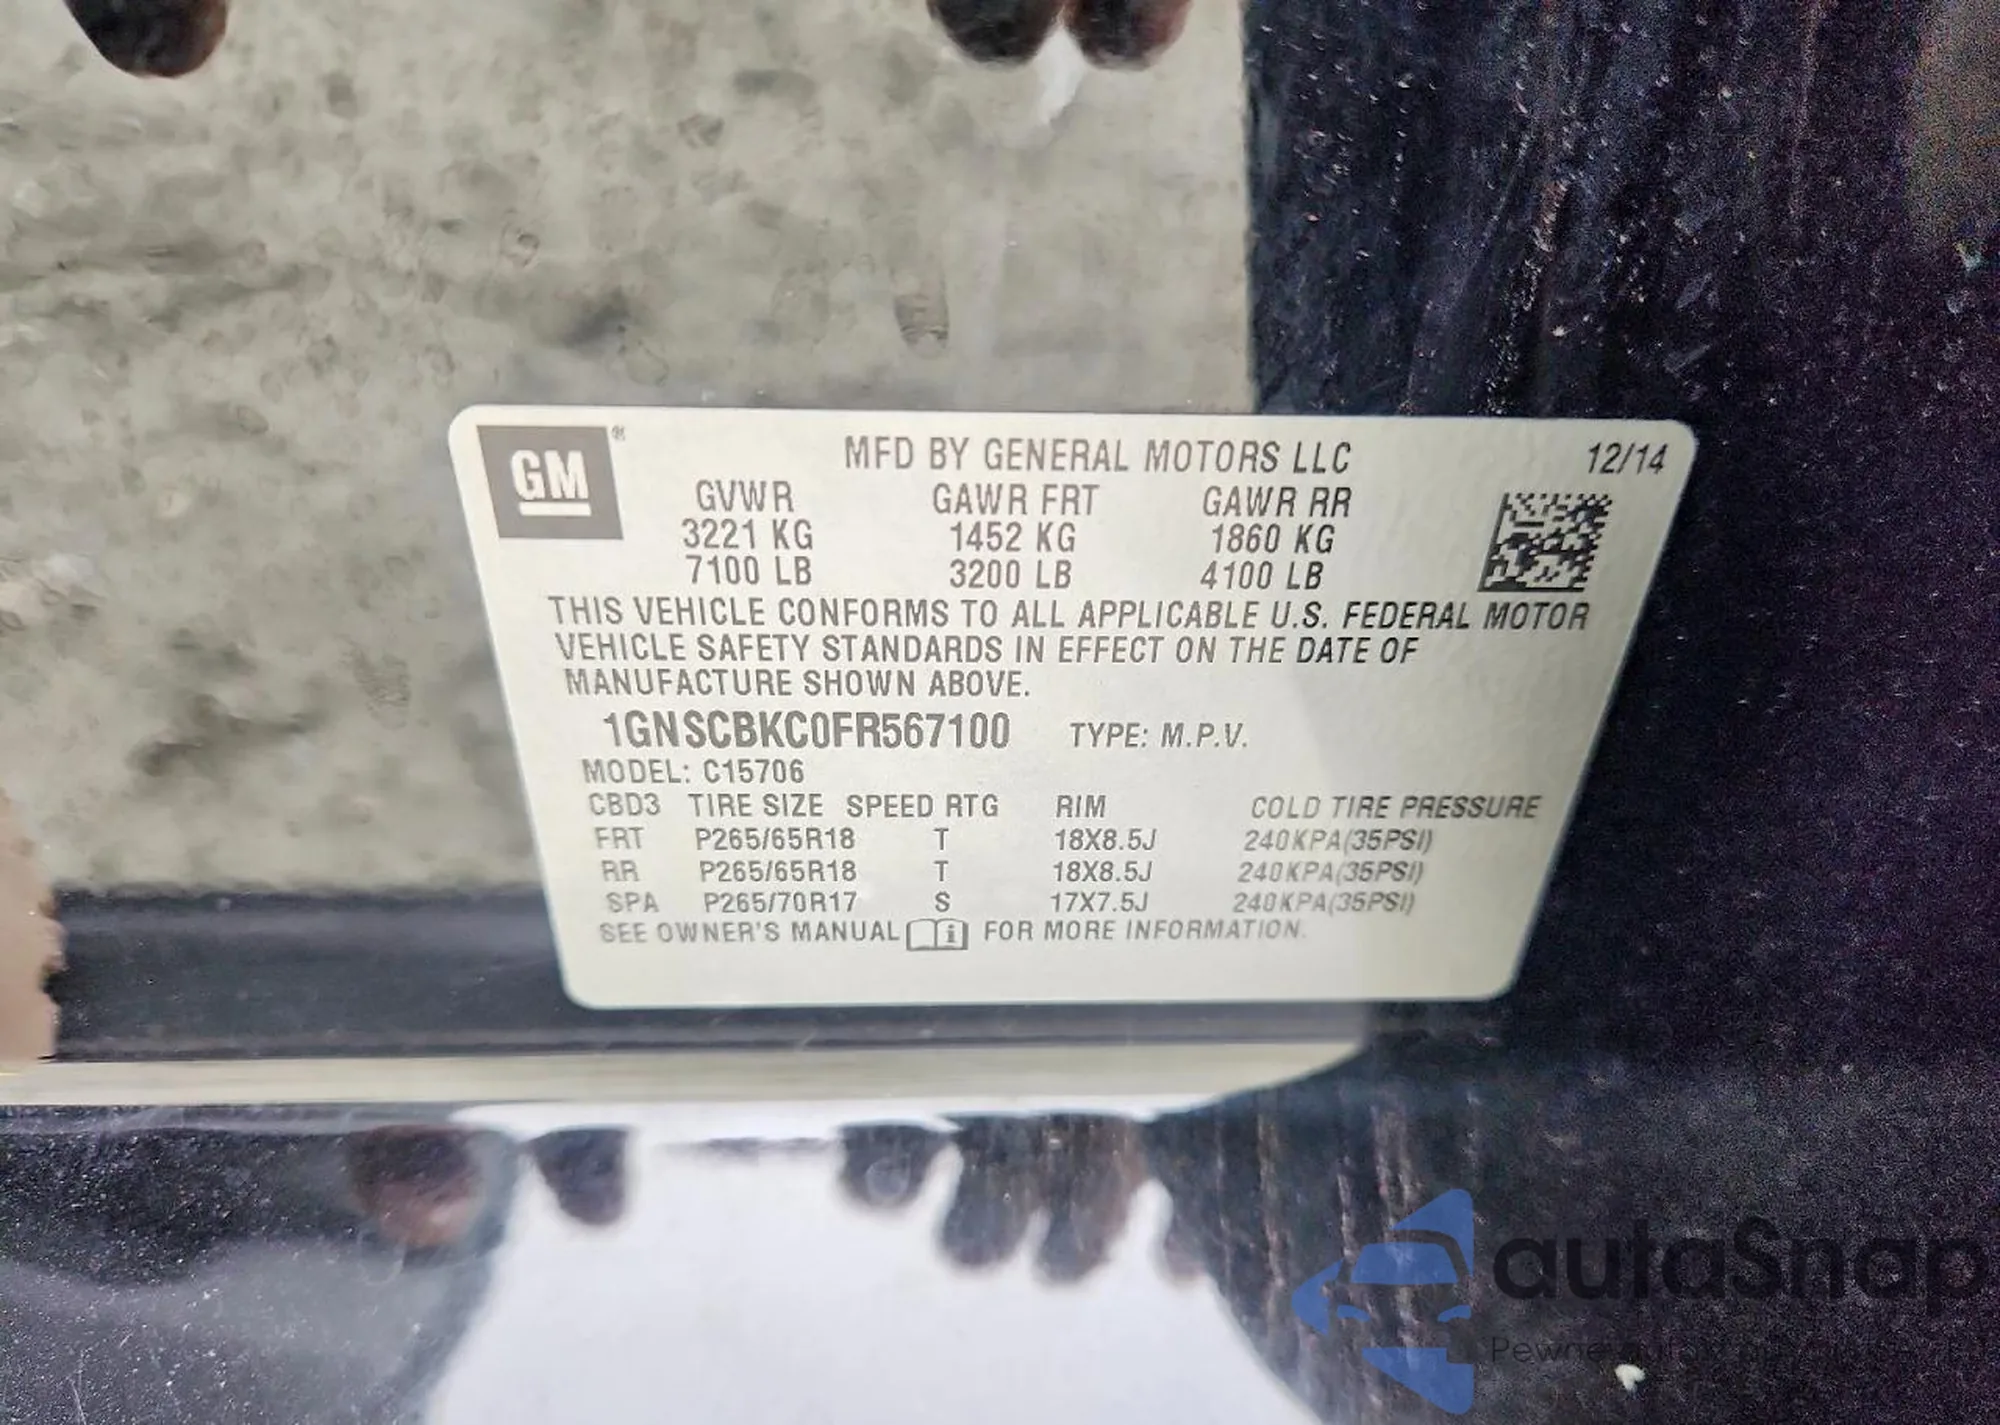 GM®
MFD BY GENERAL MOTORS LLC 12/14
GVWR GAWR FRT GAWR RR
3221 KG 1452 KG 1860 KG
7100 LB 3200 LB 4100 LB
THIS VEHICLE CONFORMS TO ALL APPLICABLE U.S. FEDERAL MOTOR
VEHICLE SAFETY STANDARDS IN EFFECT ON THE DATE OF
MANUFACTURE SHOWN ABOVE.
1GNSCBKC0FR567100 TYPE: M.P.V.
MODEL: C15706
CBD3 TIRE SIZE SPEED RTG RIM COLD TIRE PRESSURE
FRT P265/65R18 T 18X8.5J 240KPA(35PSI)
RR P265/65R18 T 18X8.5J 240KPA(35PSI)
SPA P265/70R17 S 17X7.5J 240KPA(35PSI)
SEE OWNER'S MANUAL i FOR MORE INFORMATION.
autaSnap
Pewne auta